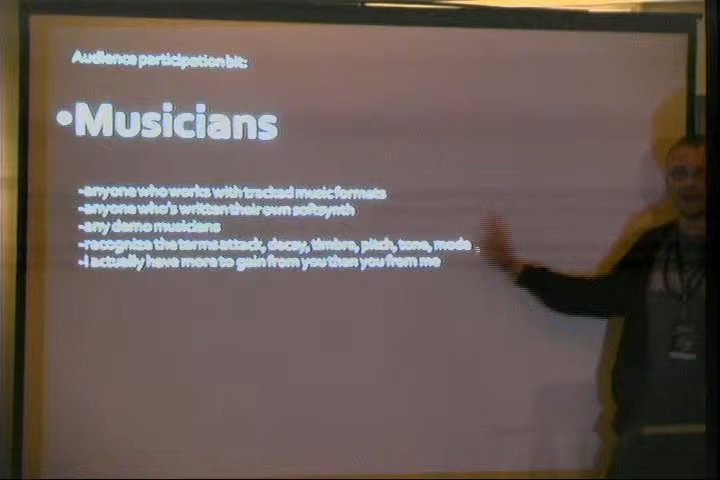 Audience participation bit:
•Musicians
-anyone who works with tracked music formats
-anyone who's written their own softsynth
-any demo musicians
-recognize the terms attack, decay, timbre, pitch, tone, mode
-I actually have more to gain from you than you from me